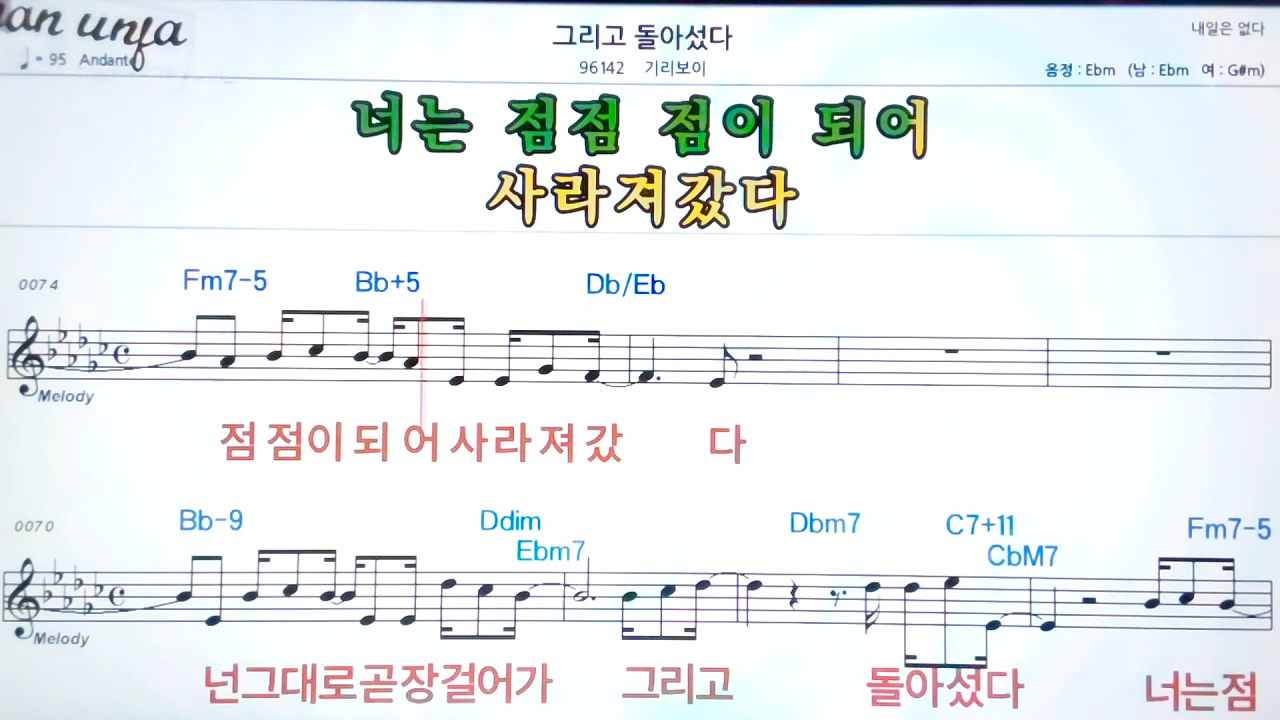 그리고 돌아섰다
내일은 없다
♩= 95 Andante
96142 기리보이
음정 : Ebm (남 : Ebm 여 : G#m)
너는 점점 점이 되어
사라져갔다
0074 Fm7-5 Bb+5 Db/Eb
Melody
점점이되어사라져갔 다
0070 Bb-9 Ddim Ebm7 Dbm7 C7+11 CbM7 Fm7-5
Melody
넌그대로곧장걸어가 그리고 돌아섰다 너는점